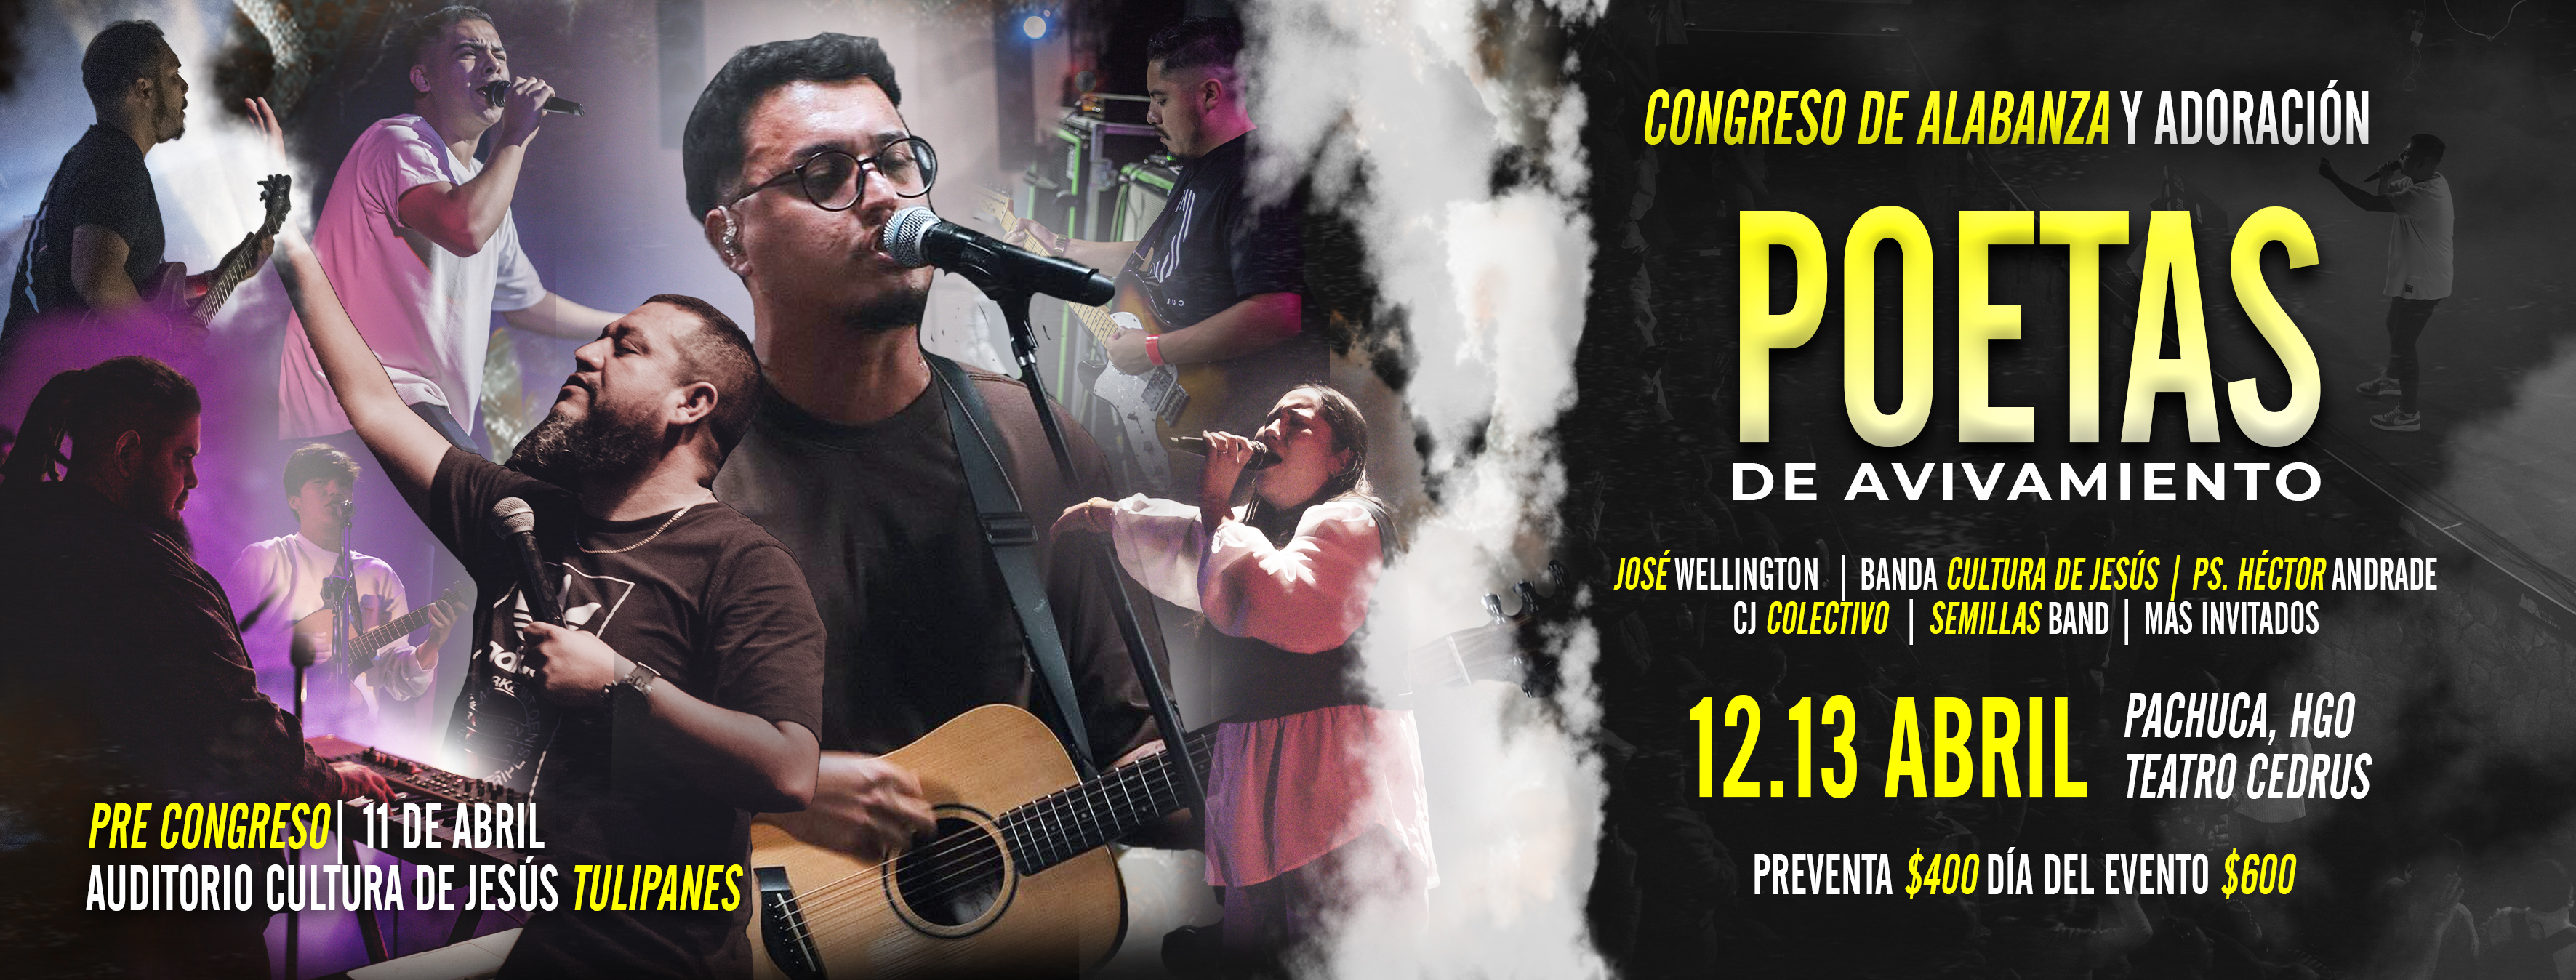 CONGRESO DE ALABANZA Y ADORACIÓN
POETAS
DE AVIVAMIENTO
JOSÉ WELLINGTON | BANDA CULTURA DE JESÚS | PS. HÉCTOR ANDRADE
CJ COLECTIVO | SEMILLAS BAND | MAS INVITADOS
12.13 ABRIL
PACHUCA, HGO
TEATRO CEDRUS
PREVENTA $400 DÍA DEL EVENTO $600
PRE CONGRESO | 11 DE ABRIL
AUDITORIO CULTURA DE JESÚS TULIPANES